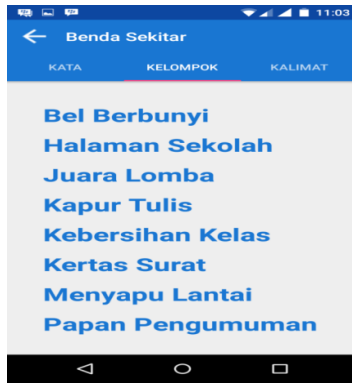 11:03
Benda Sekitar
KATA KELOMPOK KALIMAT
Bel Berbunyi
Halaman Sekolah
Juara Lomba
Kapur Tulis
Kebersihan Kelas
Kertas Surat
Menyapu Lantai
Papan Pengumuman